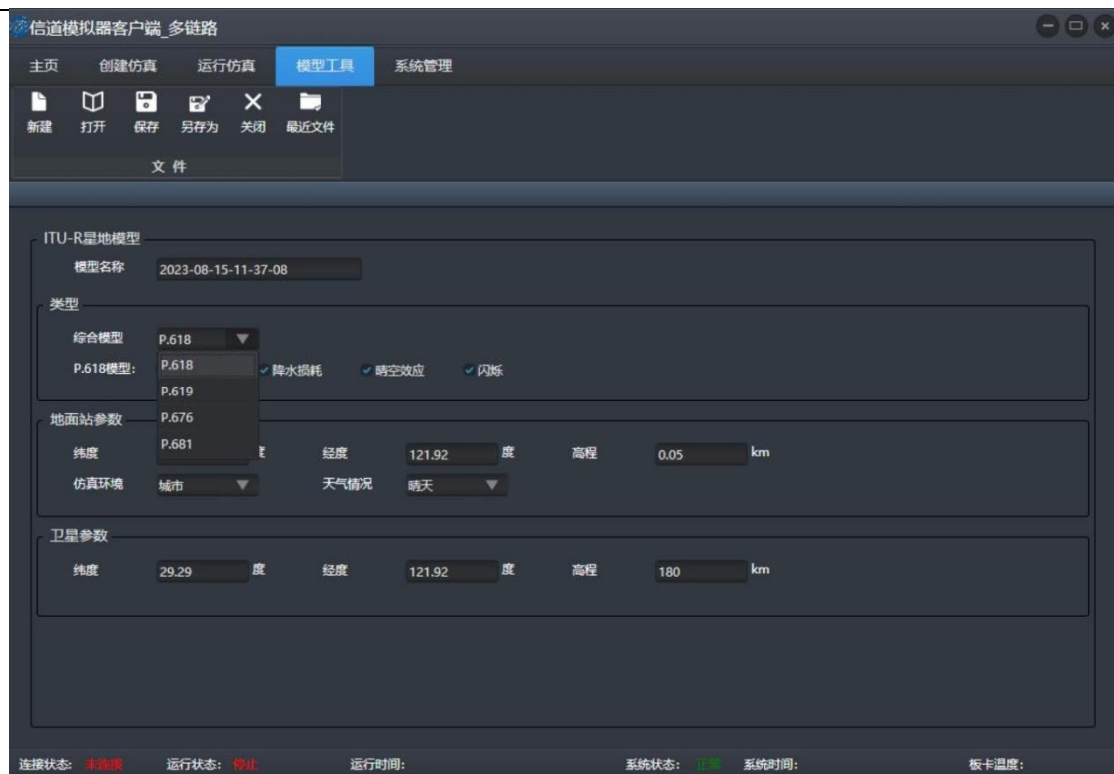 信道模拟器客户端_多链路
主页 创建仿真 运行仿真 模型工具 系统管理
新建 打开 保存 另存为 关闭 最近文件
文 件
ITU-R星地模型
模型名称 2023-08-15-11-37-08
类型
综合模型 P.618
P.618模型: P.618 降水损耗 晴空效应 闪烁
P.619
地面站参数 P.676
P.681
纬度 度 经度 121.92 度 高程 0.05 km
仿真环境 城市 天气情况 晴天
卫星参数
纬度 29.29 度 经度 121.92 度 高程 180 km
连接状态: 未连接 运行状态: 停止 运行时间: 系统状态: 正常 系统时间: 板卡温度: